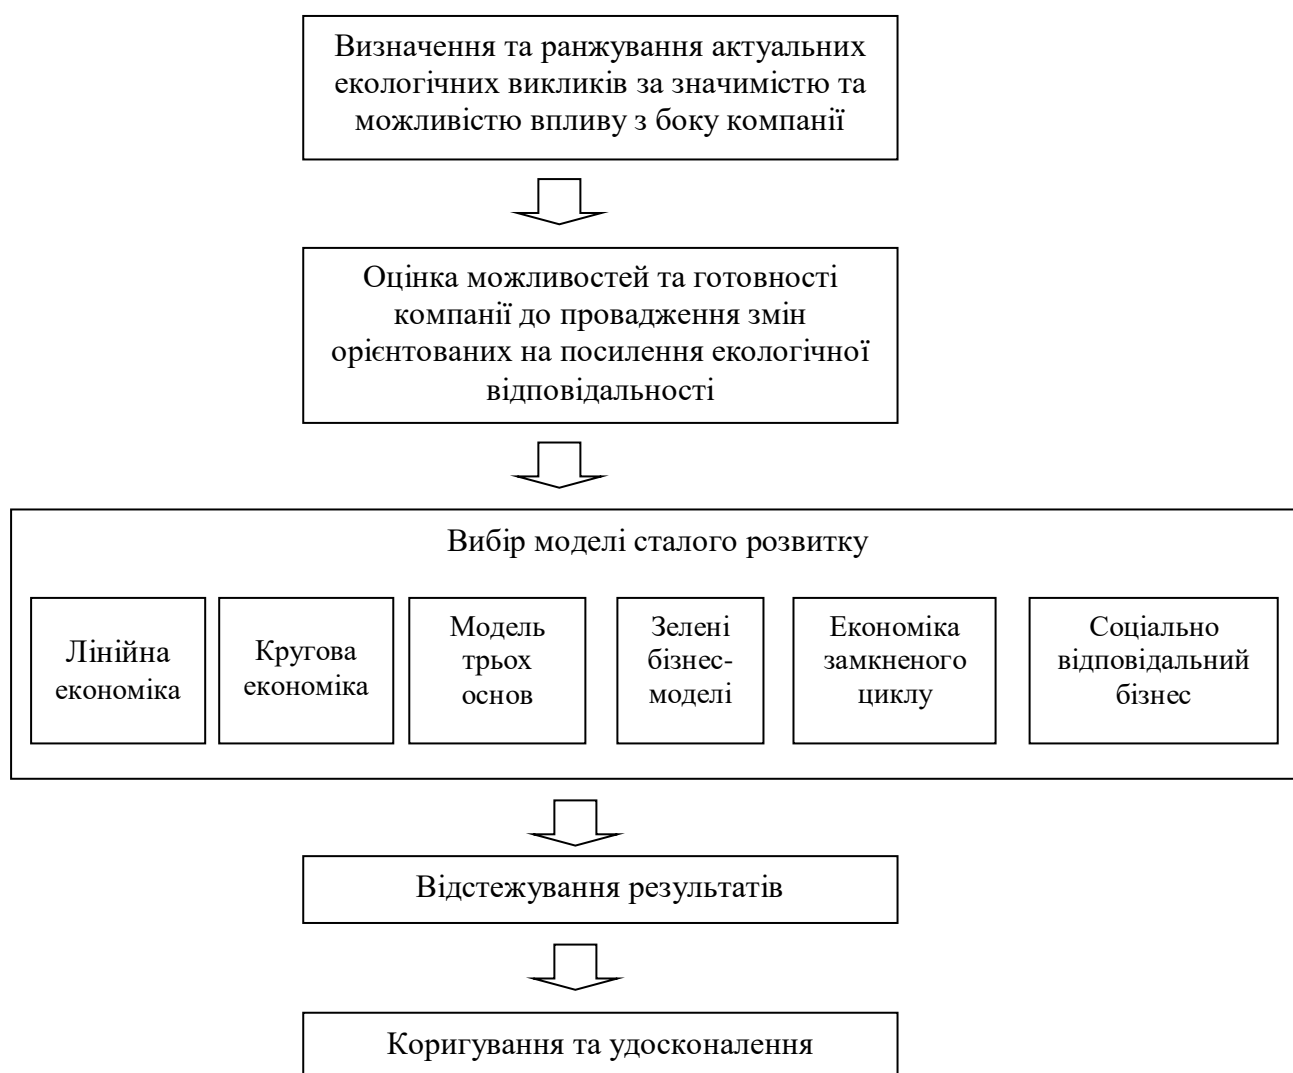 Визначення та ранжування актуальних
екологічних викликів за значимістю та
можливістю впливу з боку компанії
Оцінка можливостей та готовності
компанії до провадження змін
орієнтованих на посилення екологічної
відповідальності
Вибір моделі сталого розвитку
Лінійна
економіка
Кругова
економіка
Модель
трьох
основ
Зелені
бізнес-
моделі
Економіка
замкненого
циклу
Соціально
відповідальний
бізнес
Відстежування результатів
Коригування та удосконалення